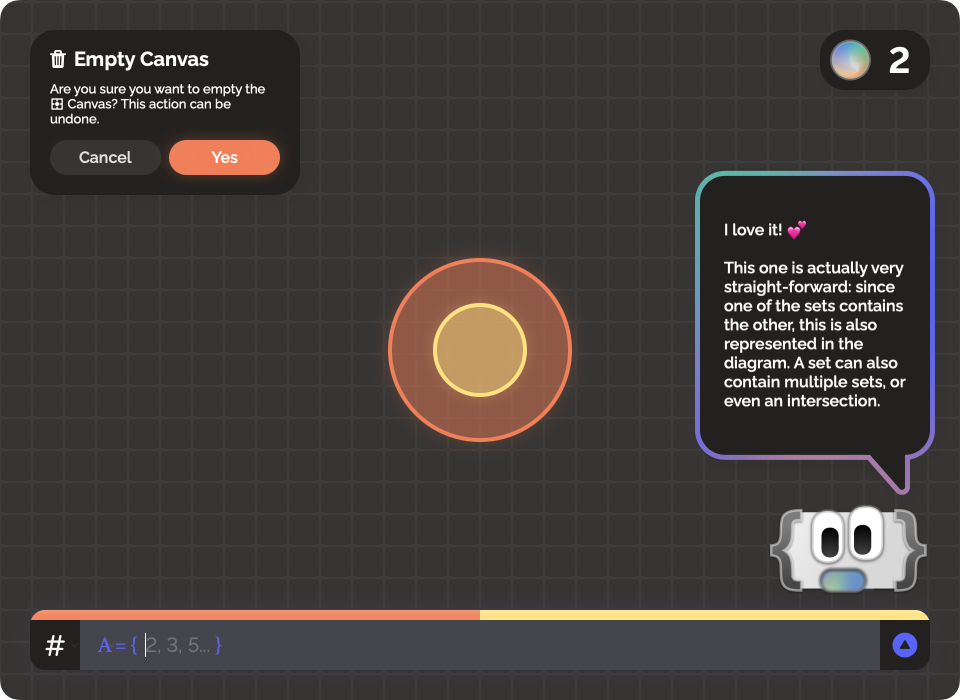 Empty Canvas
Are you sure you want to empty the
Canvas? This action can be
undone.
Cancel
Yes
2
I love it! 💕
This one is actually very
straight-forward: since
one of the sets contains
the other, this is also
represented in the
diagram. A set can also
contain multiple sets, or
even an intersection.
# A = { 2, 3, 5... }